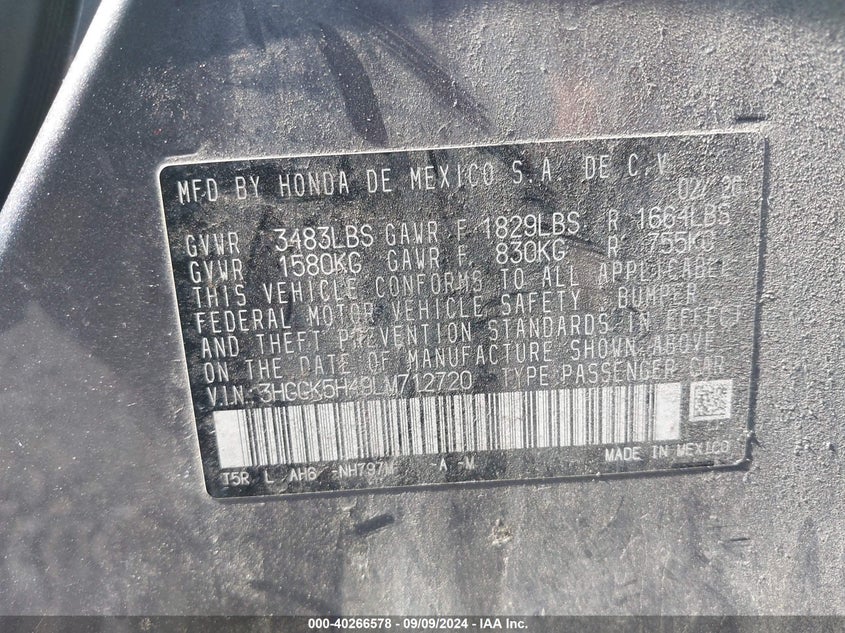 MFD. BY HONDA DE MEXICO S.A. DE C.V.
02/ 20
GVWR 3483LBS GAWR F 1829LBS R 1664LBS
GVWR 1580KG GAWR F. 830KG R 755KG
THIS VEHICLE CONFORMS TO ALL APPLICABLE
FEDERAL MOTOR VEHICLE SAFETY BUMPER
AND THEFT PREVENTION STANDARDS IN EFFECT
ON THE DATE OF MANUFACTURE SHOWN ABOVE
V.I.N. 3HGGK5H49LM712720 TYPE:PASSENGER CAR
T5R L AH6 -NH797M -A -M MADE IN MEXICO
000-40266578 - 09/09/2024 - IAA Inc.